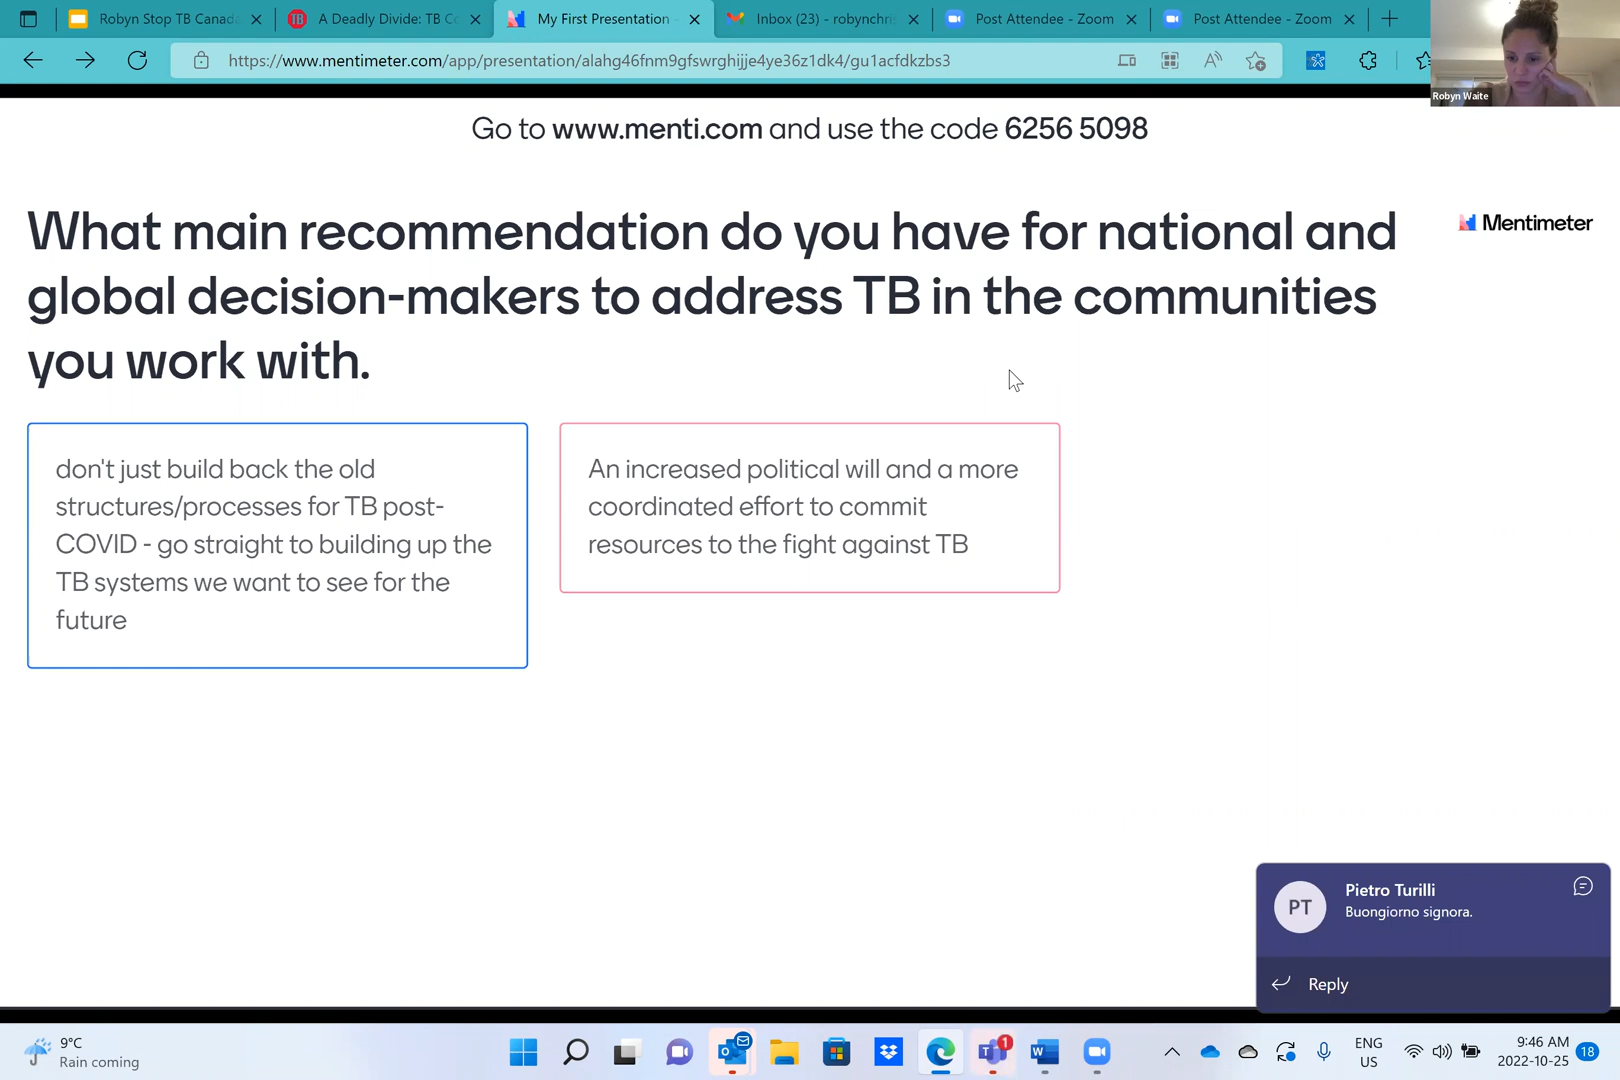 Robyn Stop TB Canada
A Deadly Divide: TB Co
My First Presentation -
Inbox (23) - robynchris
Post Attendee - Zoom
Post Attendee - Zoom
https://www.mentimeter.com/app/presentation/alahg46fnm9gfswrghijje4ye36z1dk4/gu1acfdkzbs3
Robyn Waite
Go to www.menti.com and use the code 6256 5098
What main recommendation do you have for national and
global decision-makers to address TB in the communities
you work with.
Mentimeter
don't just build back the old
structures/processes for TB post-
COVID - go straight to building up the
TB systems we want to see for the
future
An increased political will and a more
coordinated effort to commit
resources to the fight against TB
PT
Pietro Turilli
Buongiorno signora.
Reply
9°C
Rain coming
1
ENG
US
9:46 AM
2022-10-25
18